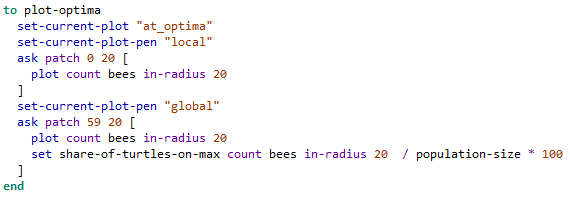 to plot-optima
  set-current-plot "at_optima"
  set-current-plot-pen "local"
  ask patch 0 20 [
    plot count bees in-radius 20
  ]
  set-current-plot-pen "global"
  ask patch 59 20 [
    plot count bees in-radius 20
    set share-of-turtles-on-max count bees in-radius 20  / population-size * 100
  ]
end